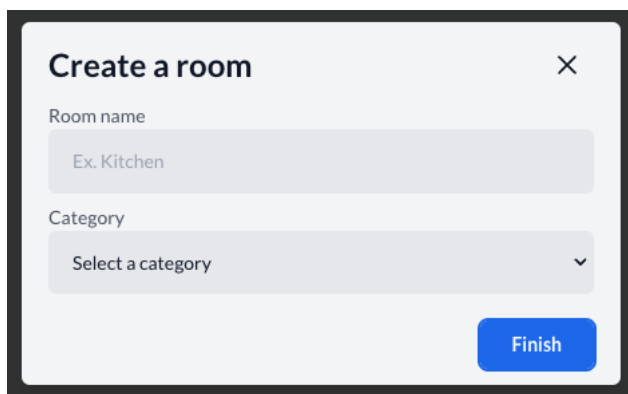 Create a room
Room name
Ex. Kitchen
Category
Select a category
Finish